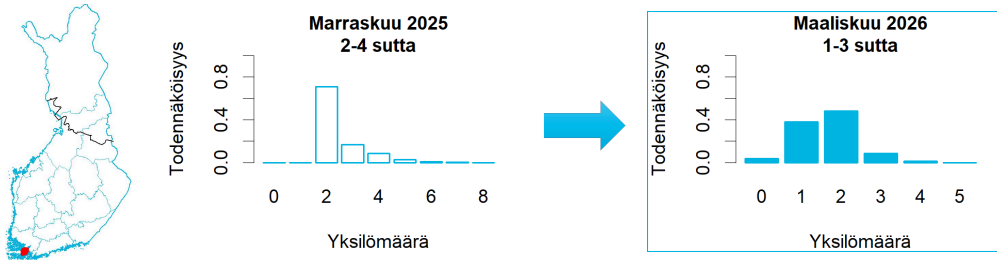 Marraskuu 2025
2-4 sutta
Todennäköisyys
0.0 0.4 0.8
0 2 4 6 8
Yksilömäärä
Maaliskuu 2026
1-3 sutta
Todennäköisyys
0.0 0.4 0.8
0 1 2 3 4 5
Yksilömäärä